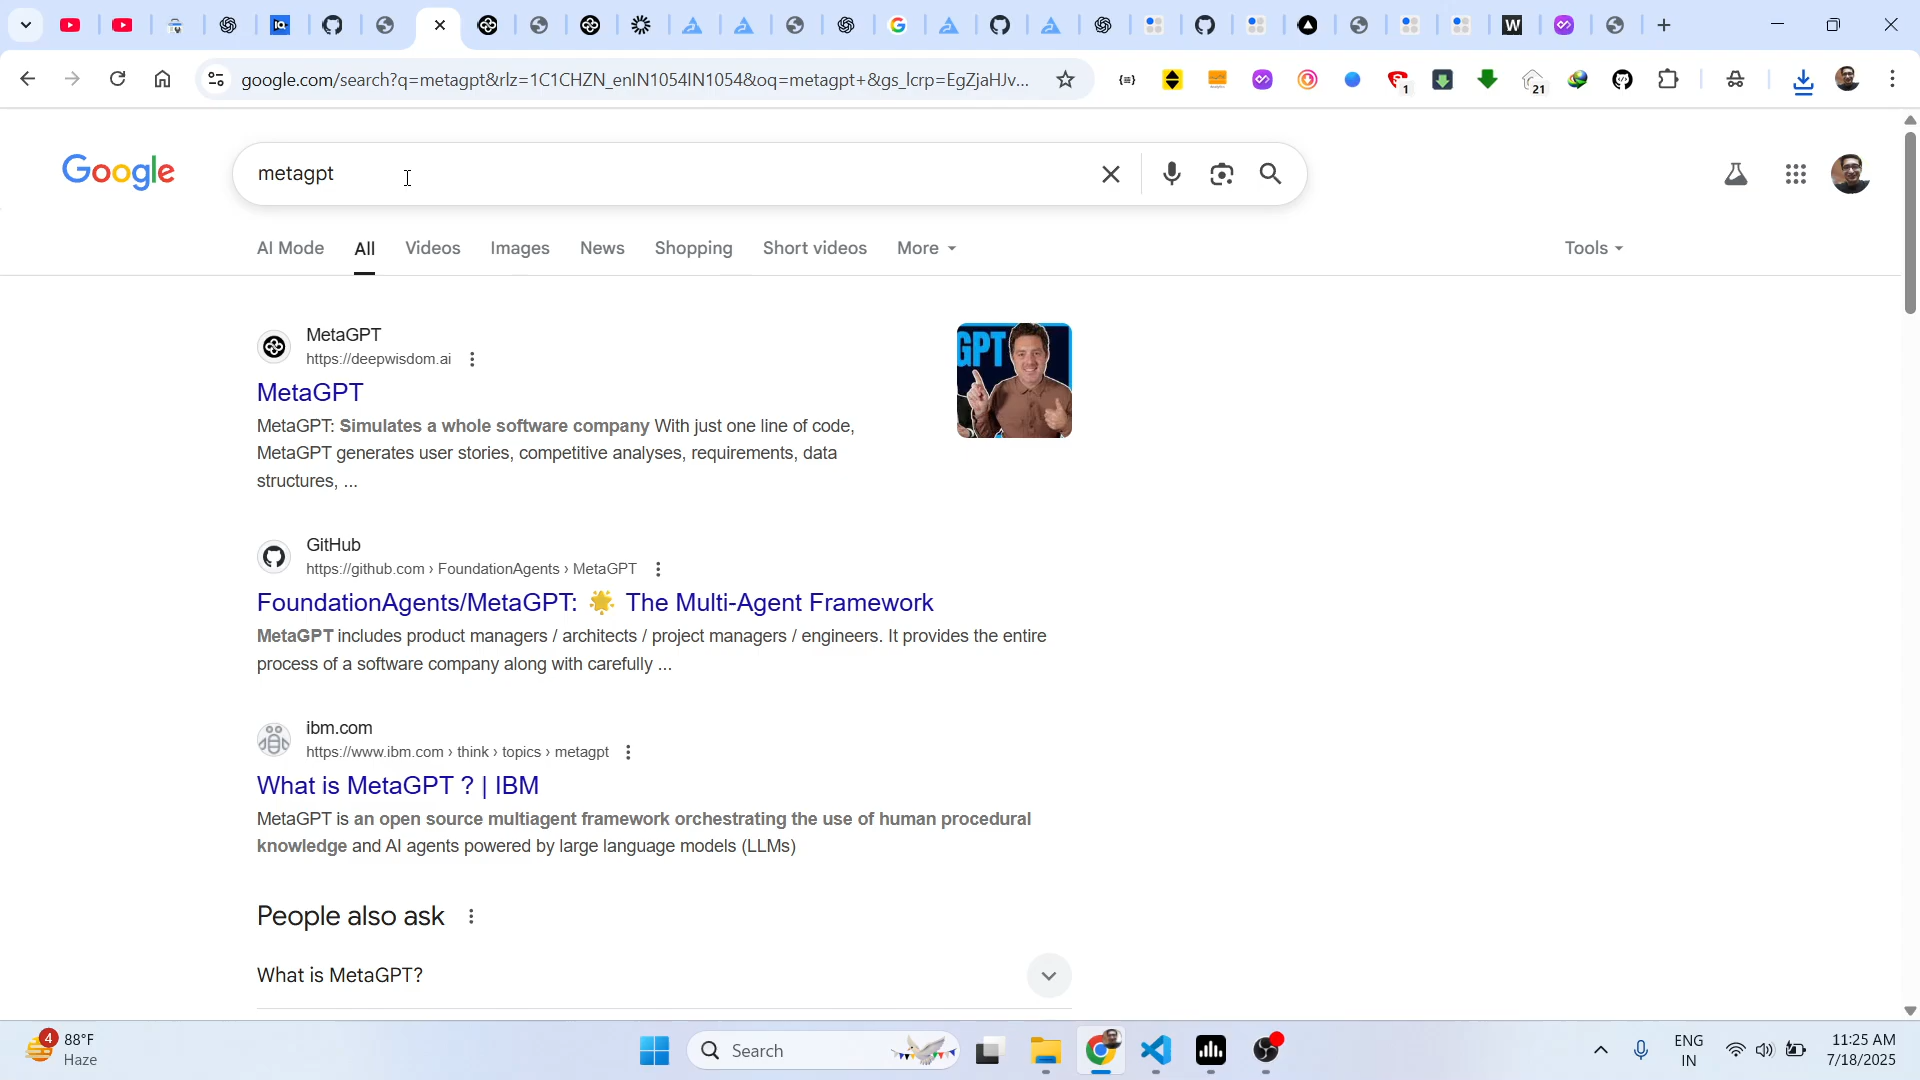 google.com/search?q=metagpt&rlz=1C1CHZN_enIN1054IN1054&oq=metagpt+&gs_lcrp=EgZjaHJv...
1
21
Google
metagpt
AI Mode
All
Videos
Images
News
Shopping
Short videos
More
Tools
MetaGPT
https://deepwisdom.ai
MetaGPT
MetaGPT: Simulates a whole software company With just one line of code,
MetaGPT generates user stories, competitive analyses, requirements, data
structures, ...
GPT
GitHub
https://github.com › FoundationAgents › MetaGPT
FoundationAgents/MetaGPT: 🌟 The Multi-Agent Framework
MetaGPT includes product managers / architects / project managers / engineers. It provides the entire
process of a software company along with carefully ...
ibm.com
https://www.ibm.com › think › topics › metagpt
What is MetaGPT ? | IBM
MetaGPT is an open source multiagent framework orchestrating the use of human procedural
knowledge and AI agents powered by large language models (LLMs)
People also ask
What is MetaGPT?
4
88°F
Haze
Search
ENG
IN
11:25 AM
7/18/2025